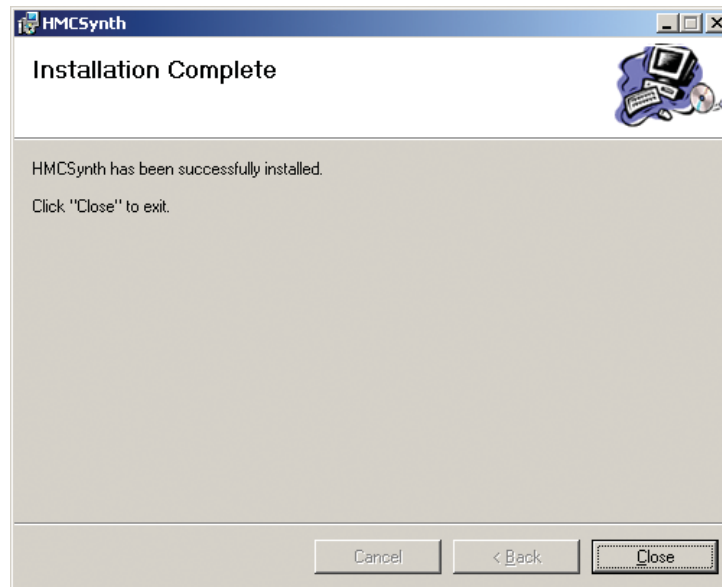 HMCSynth
Installation Complete
HMCSynth has been successfully installed.
Click "Close" to exit.
Cancel
< Back
Close